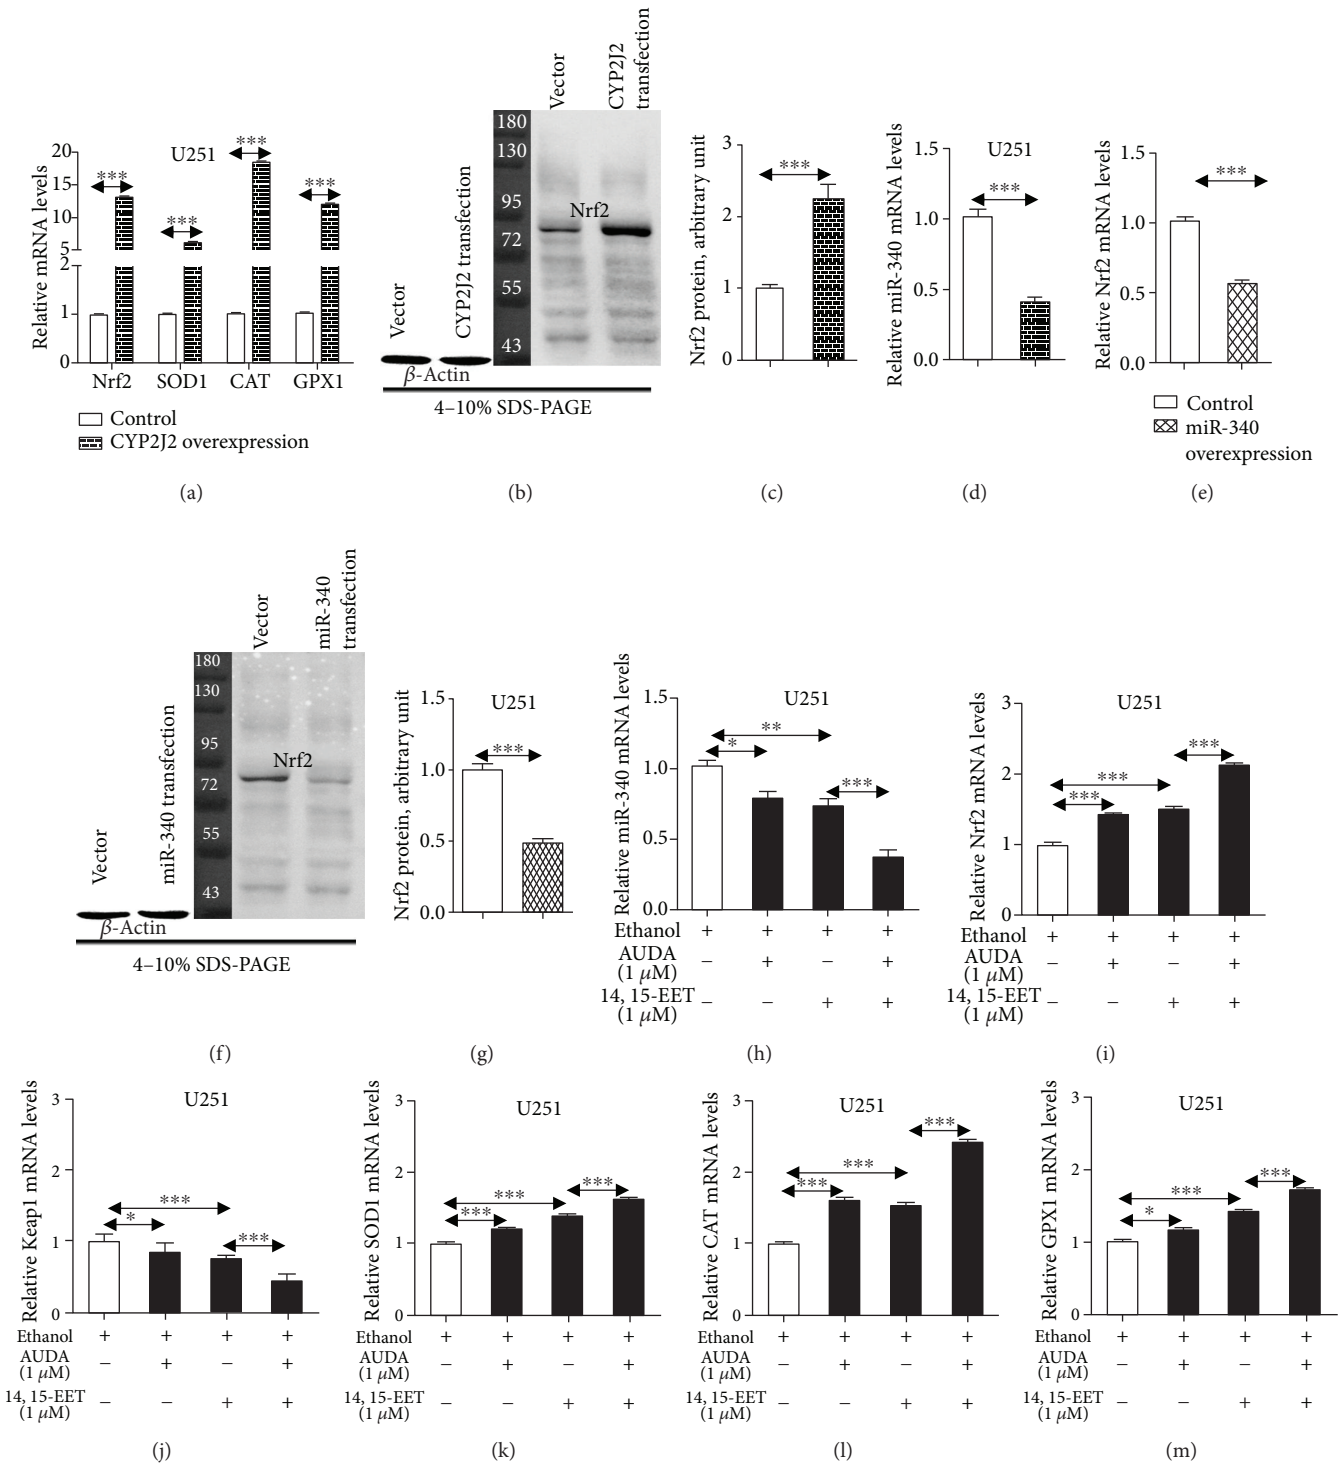 Relative mRNA levels
20
15
10
5
2
1
0
U251
***
***
***
***
Nrf2 SOD1 CAT GPX1
Control
CYP2J2 overexpression
(a)
Vector
CYP2J2 transfection
Vector
CYP2J2
transfection
180
130
95
72
55
43
Nrf2
β-Actin
4–10% SDS-PAGE
(b)
Nrf2 protein, arbitrary unit
3
2
1
0
***
(c)
Relative miR-340 mRNA levels
1.5
1.0
0.5
0.0
U251
***
(d)
Relative Nrf2 mRNA levels
1.5
1.0
0.5
0.0
***
Control
miR-340
overexpression
(e)
Vector
miR-340 transfection
Vector
miR-340
transfection
180
130
95
72
55
43
Nrf2
β-Actin
4–10% SDS-PAGE
(f)
Nrf2 protein, arbitrary unit
1.5
1.0
0.5
0.0
U251
***
(g)
Relative miR-340 mRNA levels
1.5
1.0
0.5
0.0
U251
**
*
***
Ethanol + + + +
AUDA
(1 μM) − + − +
14, 15-EET
(1 μM) − − + +
(h)
Relative Nrf2 mRNA levels
3
2
1
0
U251
***
***
***
Ethanol + + + +
AUDA
(1 μM) − + − +
14, 15-EET
(1 μM) − − + +
(i)
Relative Keap1 mRNA levels
3
2
1
0
U251
***
*
***
Ethanol + + + +
AUDA
(1 μM) − + − +
14, 15-EET
(1 μM) − − + +
(j)
Relative SOD1 mRNA levels
3
2
1
0
U251
***
***
***
Ethanol + + + +
AUDA
(1 μM) − + − +
14, 15-EET
(1 μM) − − + +
(k)
Relative CAT mRNA levels
3
2
1
0
U251
***
***
***
Ethanol + + + +
AUDA
(1 μM) − + − +
14, 15-EET
(1 μM) − − + +
(l)
Relative GPX1 mRNA levels
3
2
1
0
U251
***
***
*
Ethanol + + + +
AUDA
(1 μM) − + − +
14, 15-EET
(1 μM) − − + +
(m)